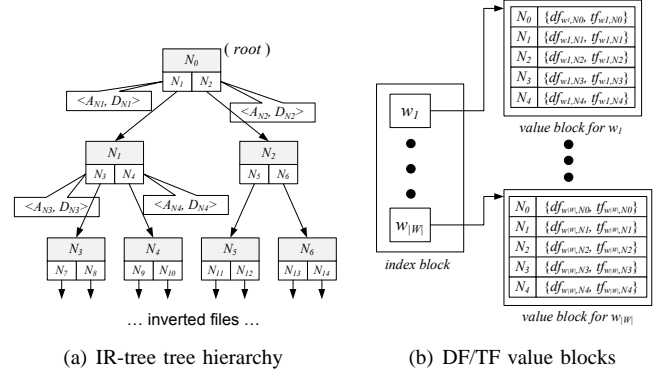 N0 ( root )
N1 N2
<AN1, DN1>
<AN2, DN2>
N1
N3 N4
N2
N5 N6
<AN3, DN3>
<AN4, DN4>
N3
N7 N8
N4
N9 N10
N5
N11 N12
N6
N13 N14
... inverted files ...
(a) IR-tree tree hierarchy
w1
w|W|
index block
N0 {dfw1,N0, tfw1,N0}
N1 {dfw1,N1, tfw1,N1}
N2 {dfw1,N2, tfw1,N2}
N3 {dfw1,N3, tfw1,N3}
N4 {dfw1,N4, tfw1,N4}
value block for w1
N0 {dfw|W|,N0, tfw|W|,N0}
N1 {dfw|W|,N1, tfw|W|,N1}
N2 {dfw|W|,N2, tfw|W|,N2}
N3 {dfw|W|,N3, tfw|W|,N3}
N4 {dfw|W|,N4, tfw|W|,N4}
value block for w|W|
(b) DF/TF value blocks